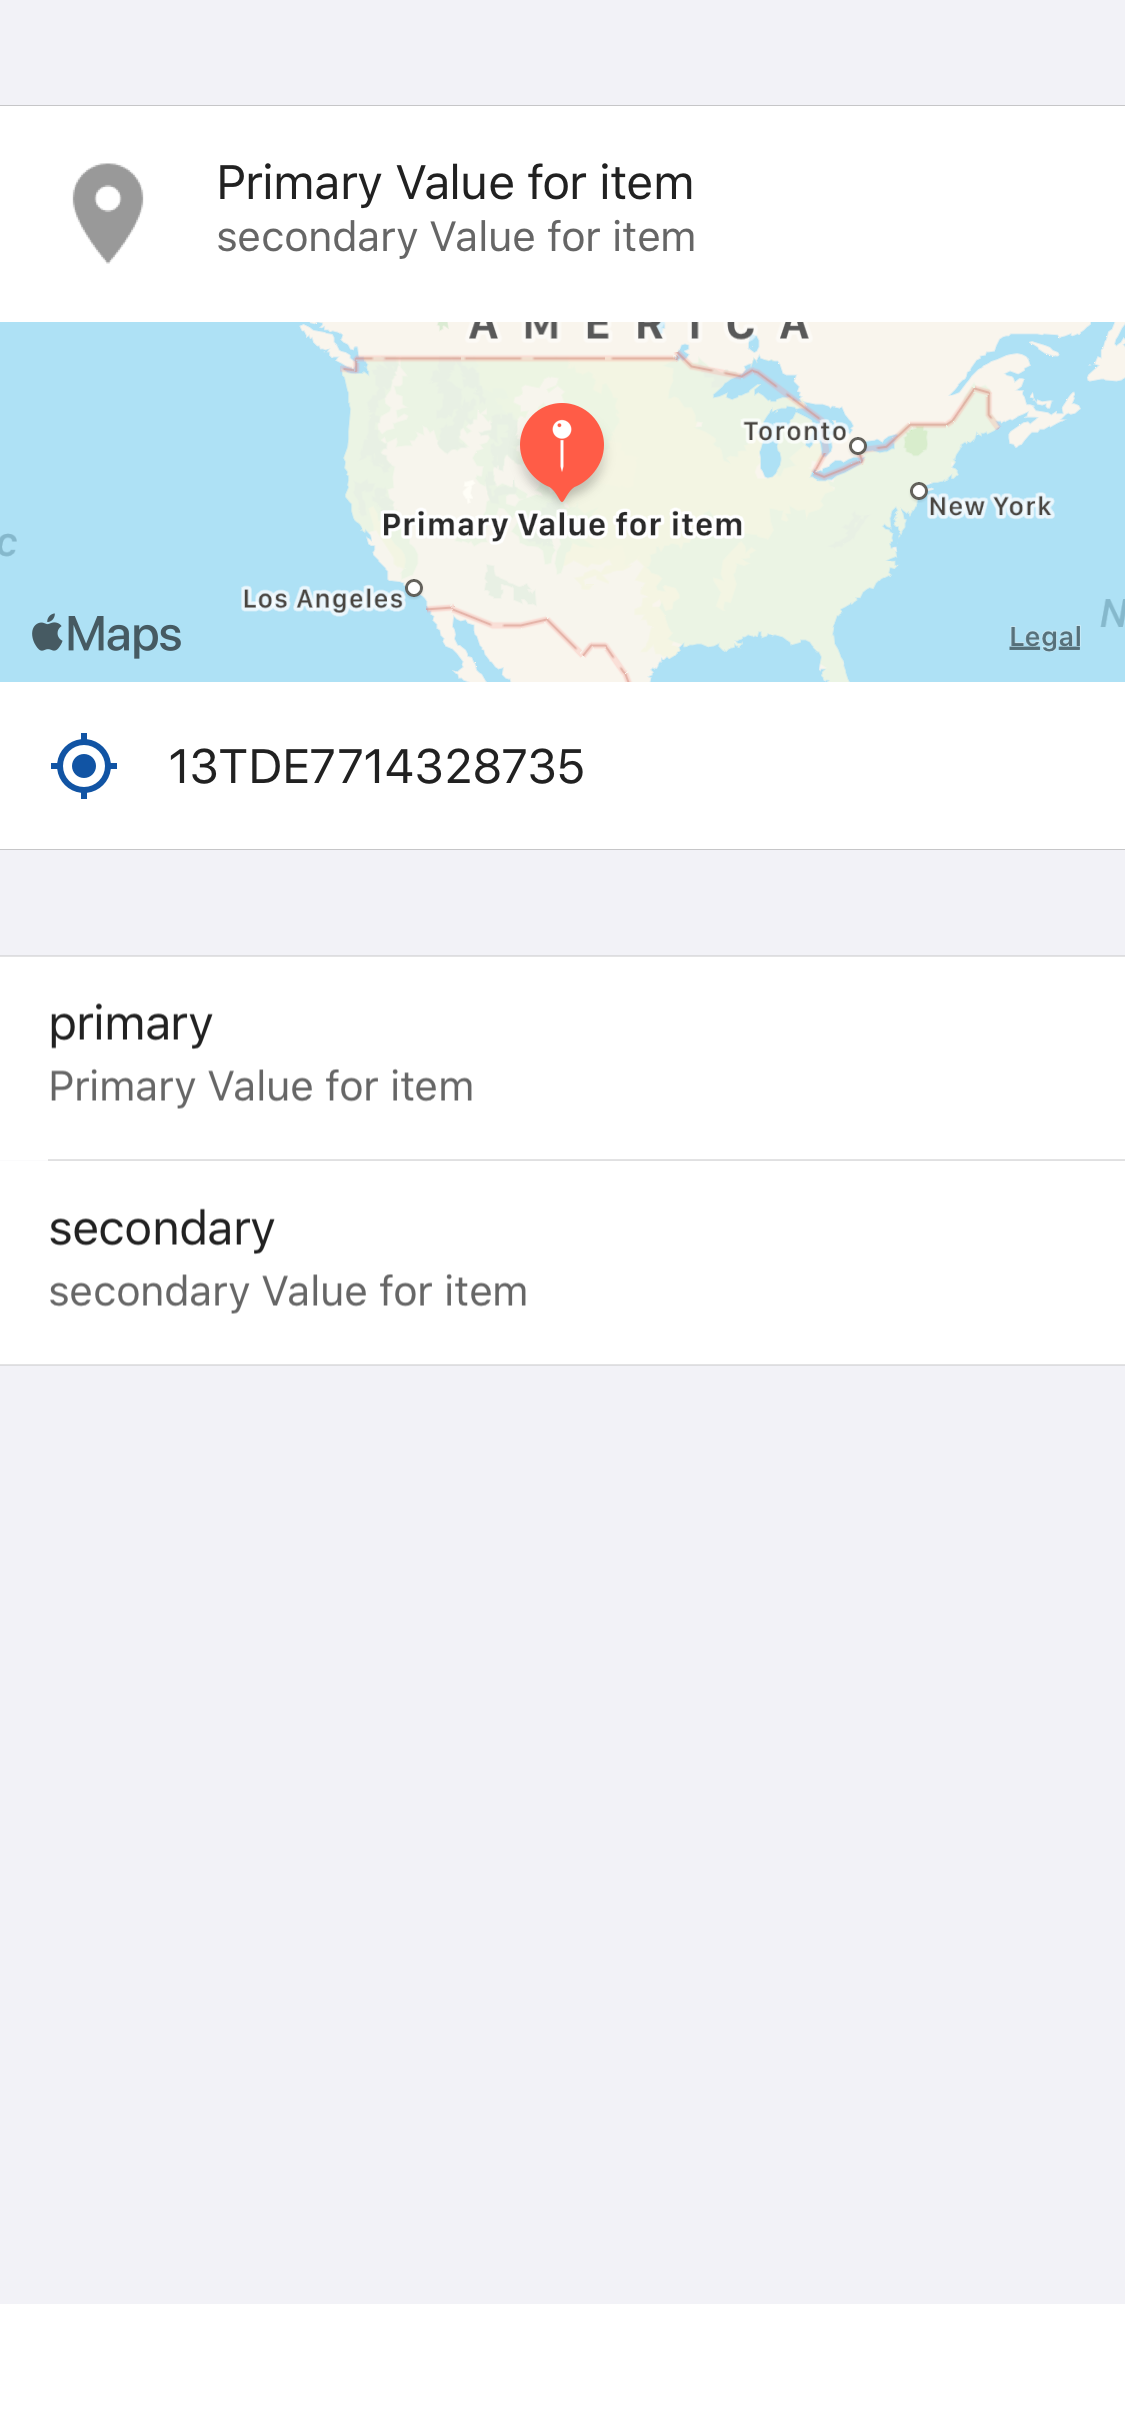 Primary Value for item
secondary Value for item
AMERICA
Toronto
New York
Primary Value for item
c
Los Angeles
N
Maps
Legal
13TDE7714328735
primary
Primary Value for item
secondary
secondary Value for item